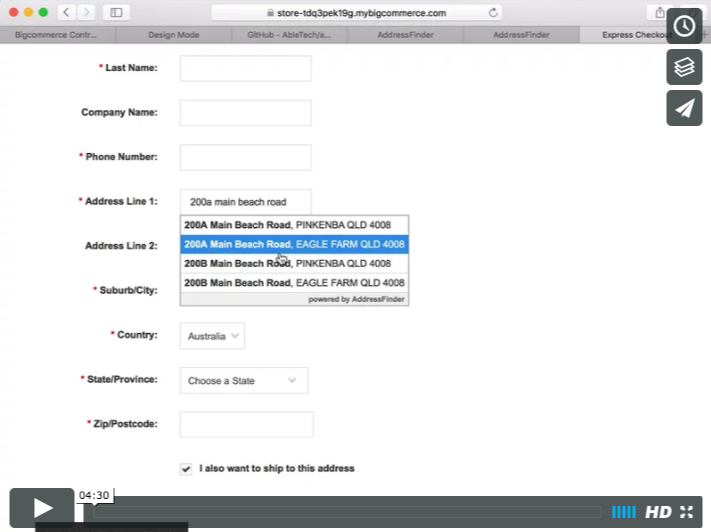 store-tdq3pek19g.mybigcommerce.com
Bigcommerce Contr... Design Mode GitHub - AbleTech/a... AddressFinder AddressFinder Express Checkout
* Last Name:
Company Name:
* Phone Number:
* Address Line 1: 200a main beach road
200A Main Beach Road, PINKENBA QLD 4008
Address Line 2: 200A Main Beach Road, EAGLE FARM QLD 4008
200B Main Beach Road, PINKENBA QLD 4008
* Suburb/City: 200B Main Beach Road, EAGLE FARM QLD 4008
powered by AddressFinder
* Country: Australia
* State/Province: Choose a State
* Zip/Postcode:
I also want to ship to this address
04:30
HD